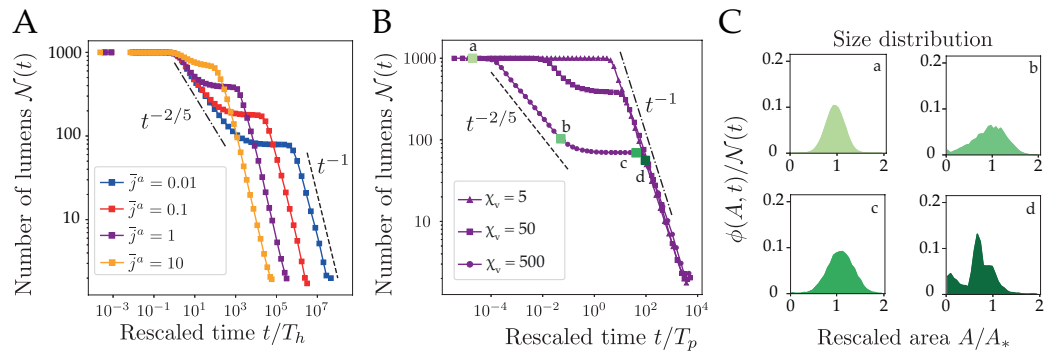 A
Number of lumens 𝒩(t)
1000
100
10
t^{-2/5}
t^{-1}
j̄ᵃ = 0.01
j̄ᵃ = 0.1
j̄ᵃ = 1
j̄ᵃ = 10
10^{-3} 10^{-1} 10^{1} 10^{3} 10^{5} 10^{7}
Rescaled time t/T_h
B
Number of lumens 𝒩(t)
1000
100
10
a
b
c
d
t^{-2/5}
t^{-1}
χ_v = 5
χ_v = 50
χ_v = 500
10^{-4} 10^{-2} 10^{0} 10^{2} 10^{4}
Rescaled time t/T_p
C
Size distribution
ϕ(A, t)/𝒩(t)
a
0.2
0.1
0
0 1 2
b
0.2
0.1
0
0 1 2
c
0.2
0.1
0
0 1 2
d
0.2
0.1
0
0 1 2
Rescaled area A/A_*